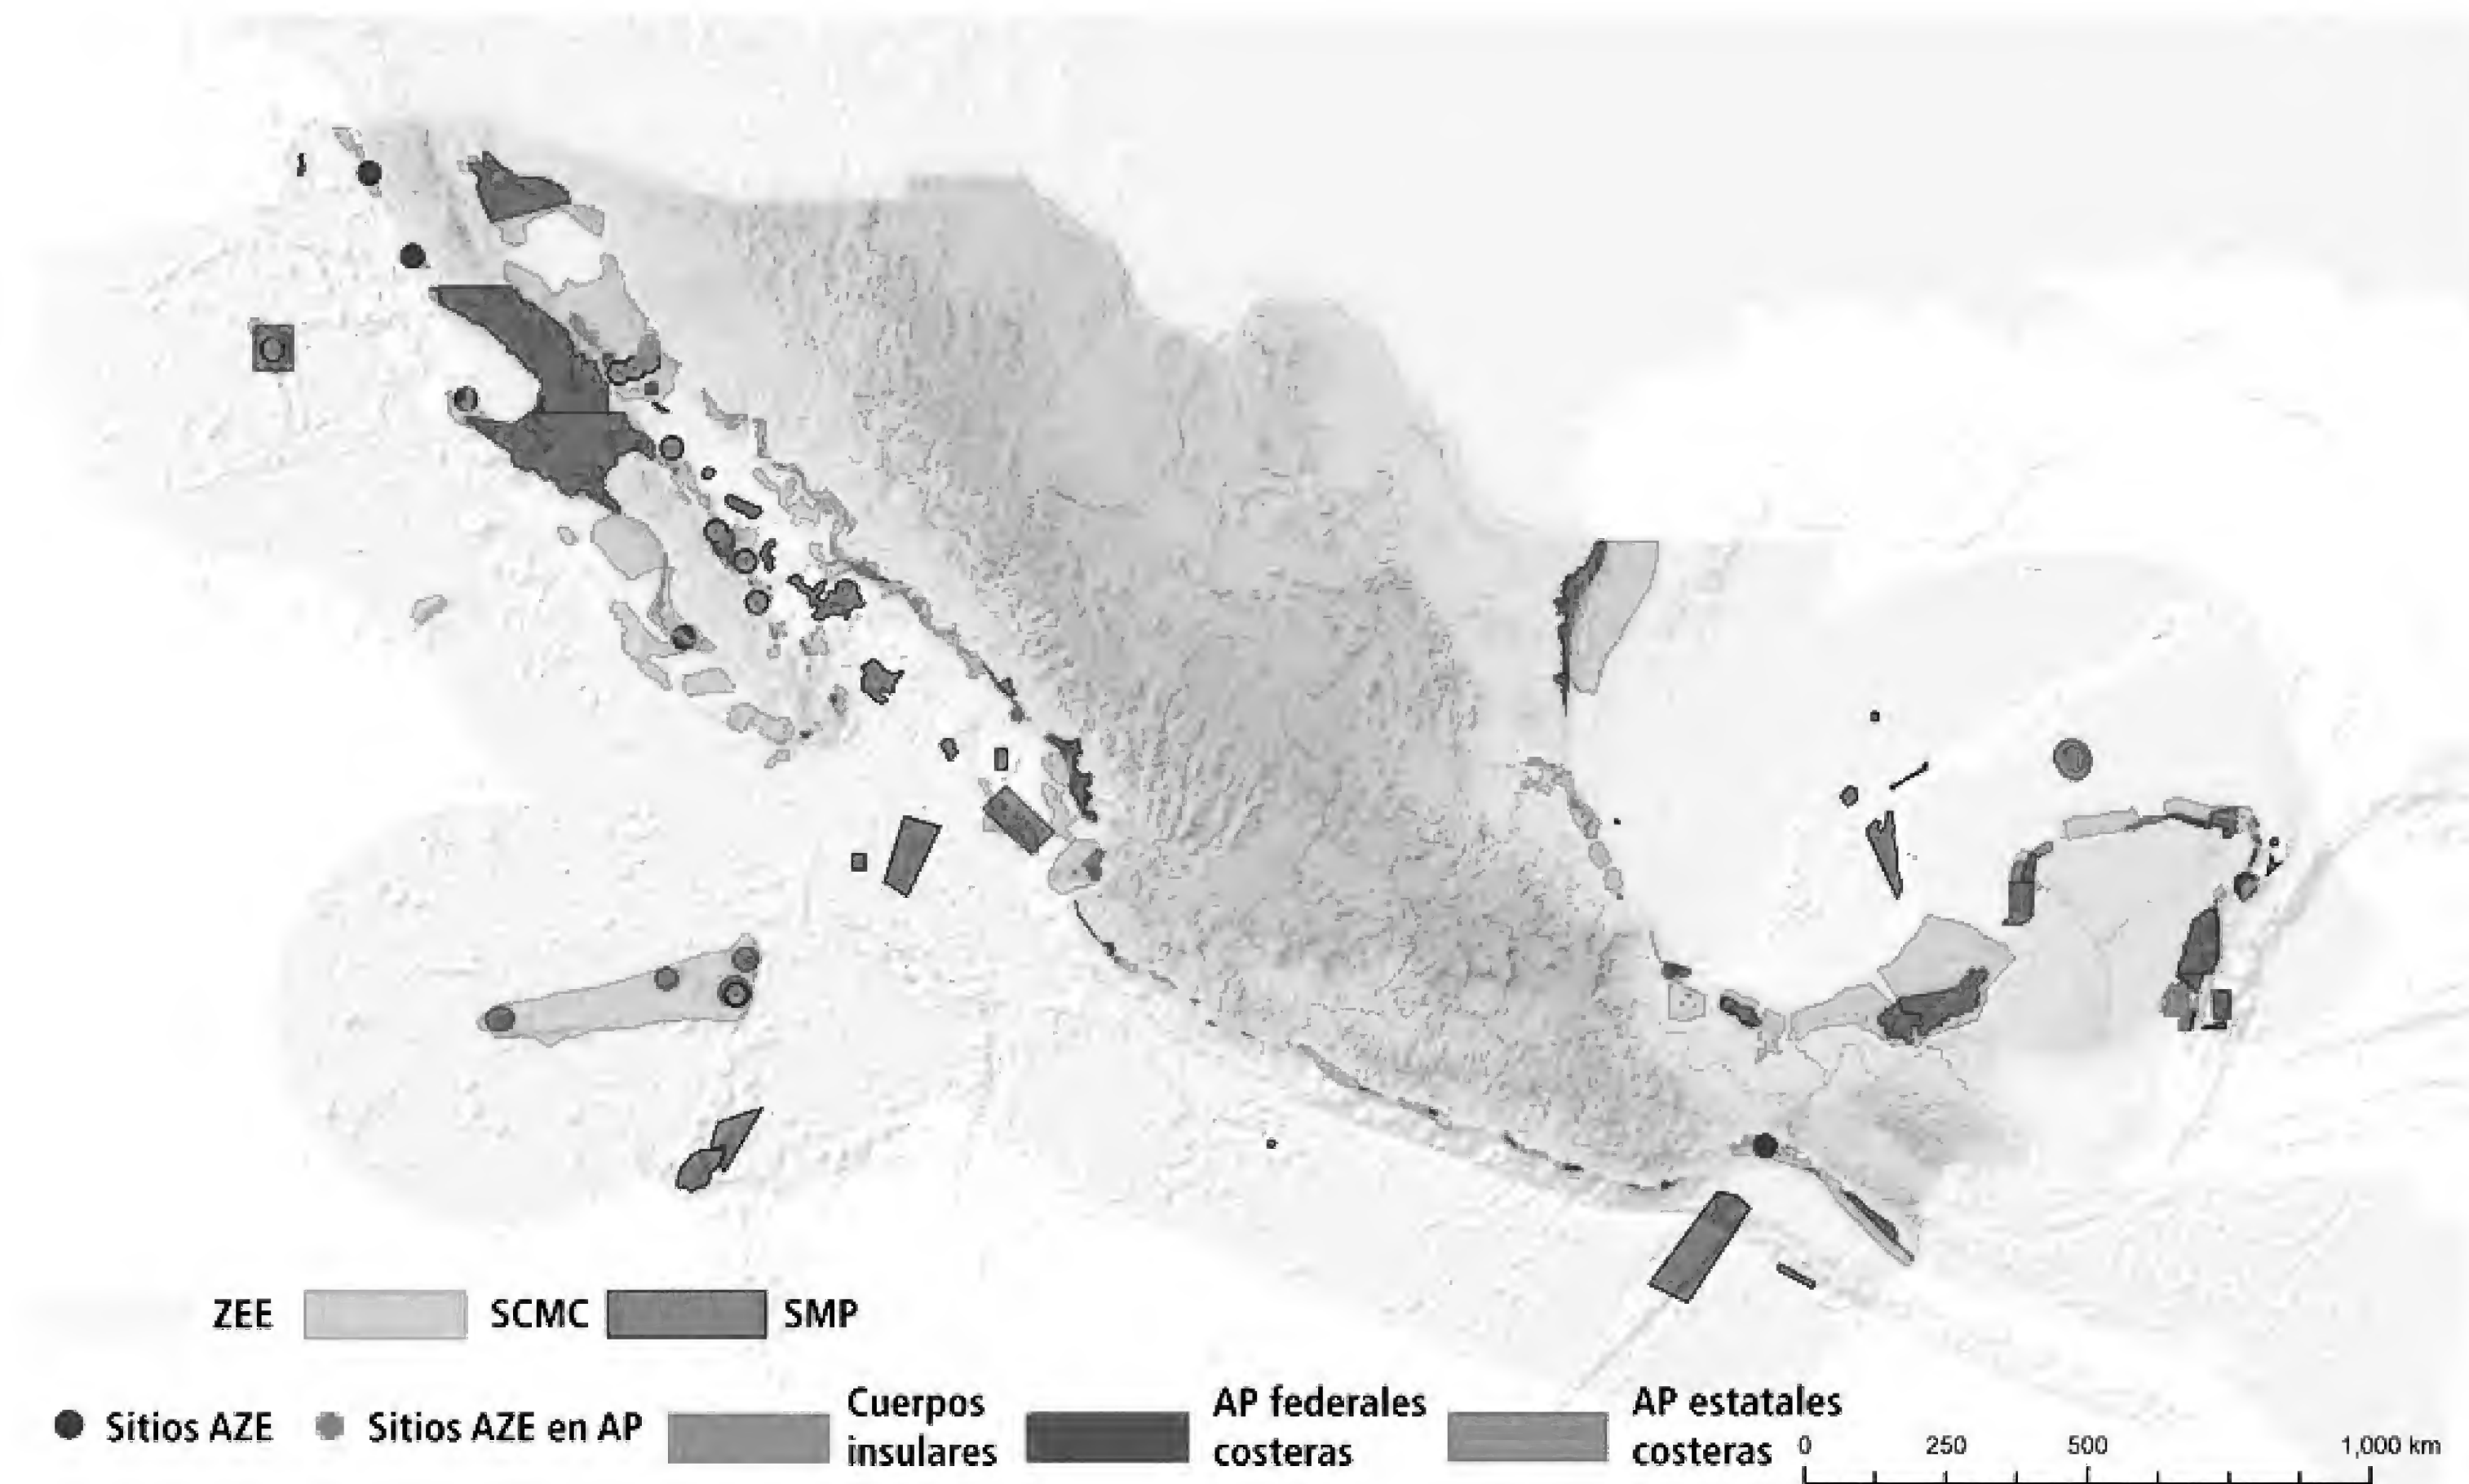 ZEE SCMC SMP
Sitios AZE Sitios AZE en AP Cuerpos insulares AP federales costeras AP estatales costeras
0 250 500 1,000 km